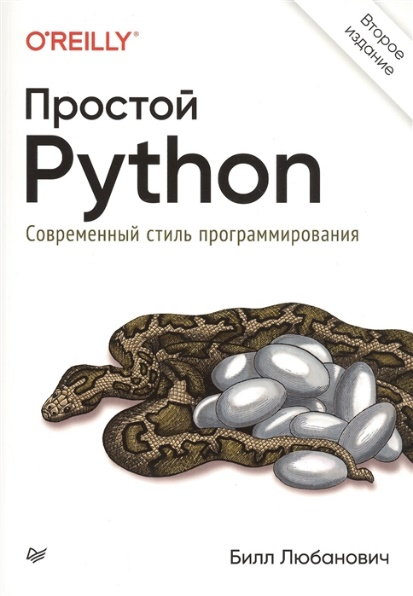 O'REILLY®
Второе
издание
Простой
Python
Современный стиль программирования
Билл Любанович